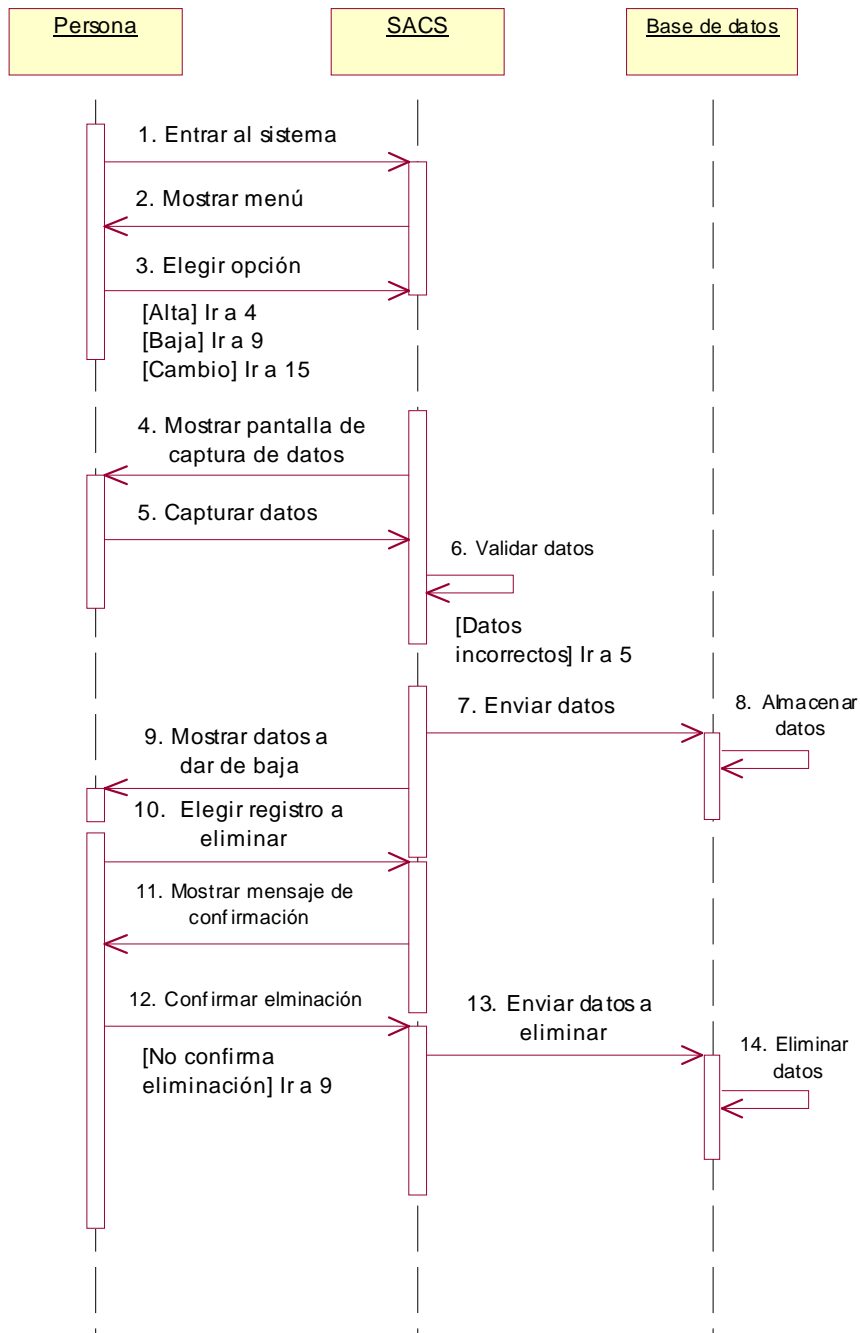 Persona
SACS
Base de datos
1. Entrar al sistema
2. Mostrar menú
3. Elegir opción
[Alta] Ir a 4
[Baja] Ir a 9
[Cambio] Ir a 15
4. Mostrar pantalla de
captura de datos
5. Capturar datos
6. Validar datos
[Datos
incorrectos] Ir a 5
7. Enviar datos
8. Almacenar
datos
9. Mostrar datos a
dar de baja
10. Elegir registro a
eliminar
11. Mostrar mensaje de
confirmación
12. Confirmar elminación
[No confirma
eliminación] Ir a 9
13. Enviar datos a
eliminar
14. Eliminar
datos